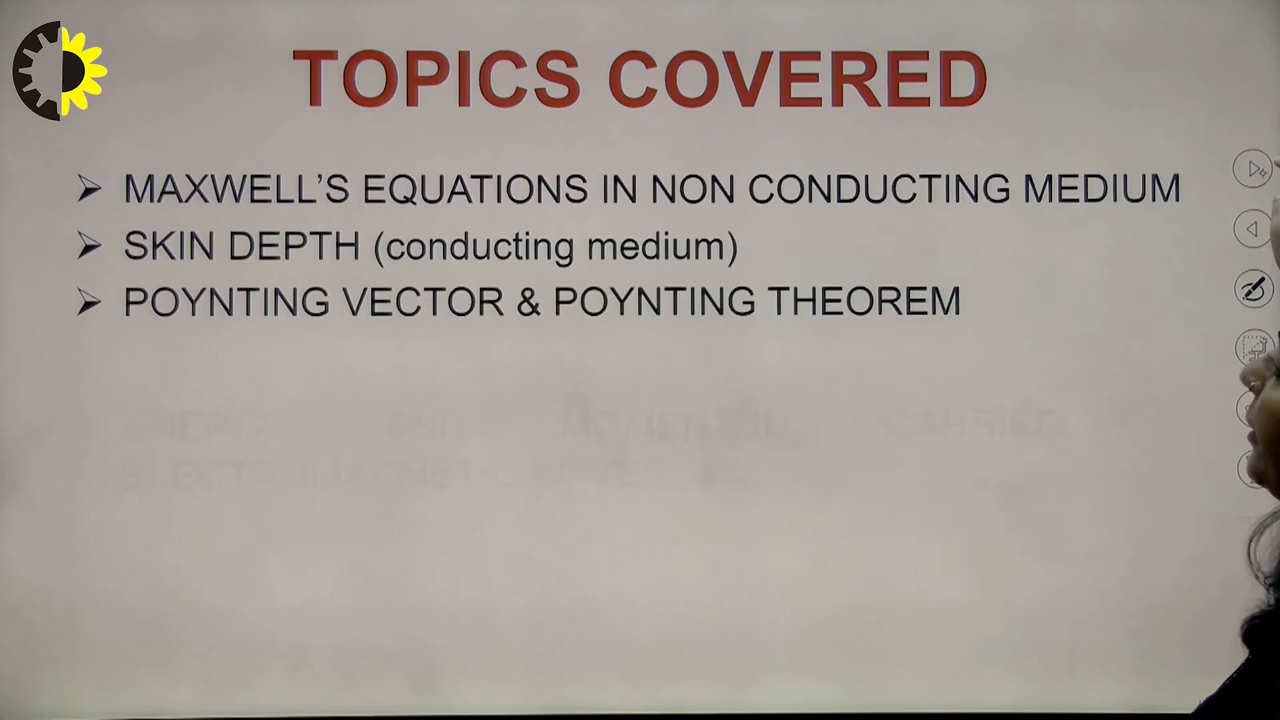 TOPICS COVERED
MAXWELL’S EQUATIONS IN NON CONDUCTING MEDIUM
SKIN DEPTH (conducting medium)
POYNTING VECTOR & POYNTING THEOREM